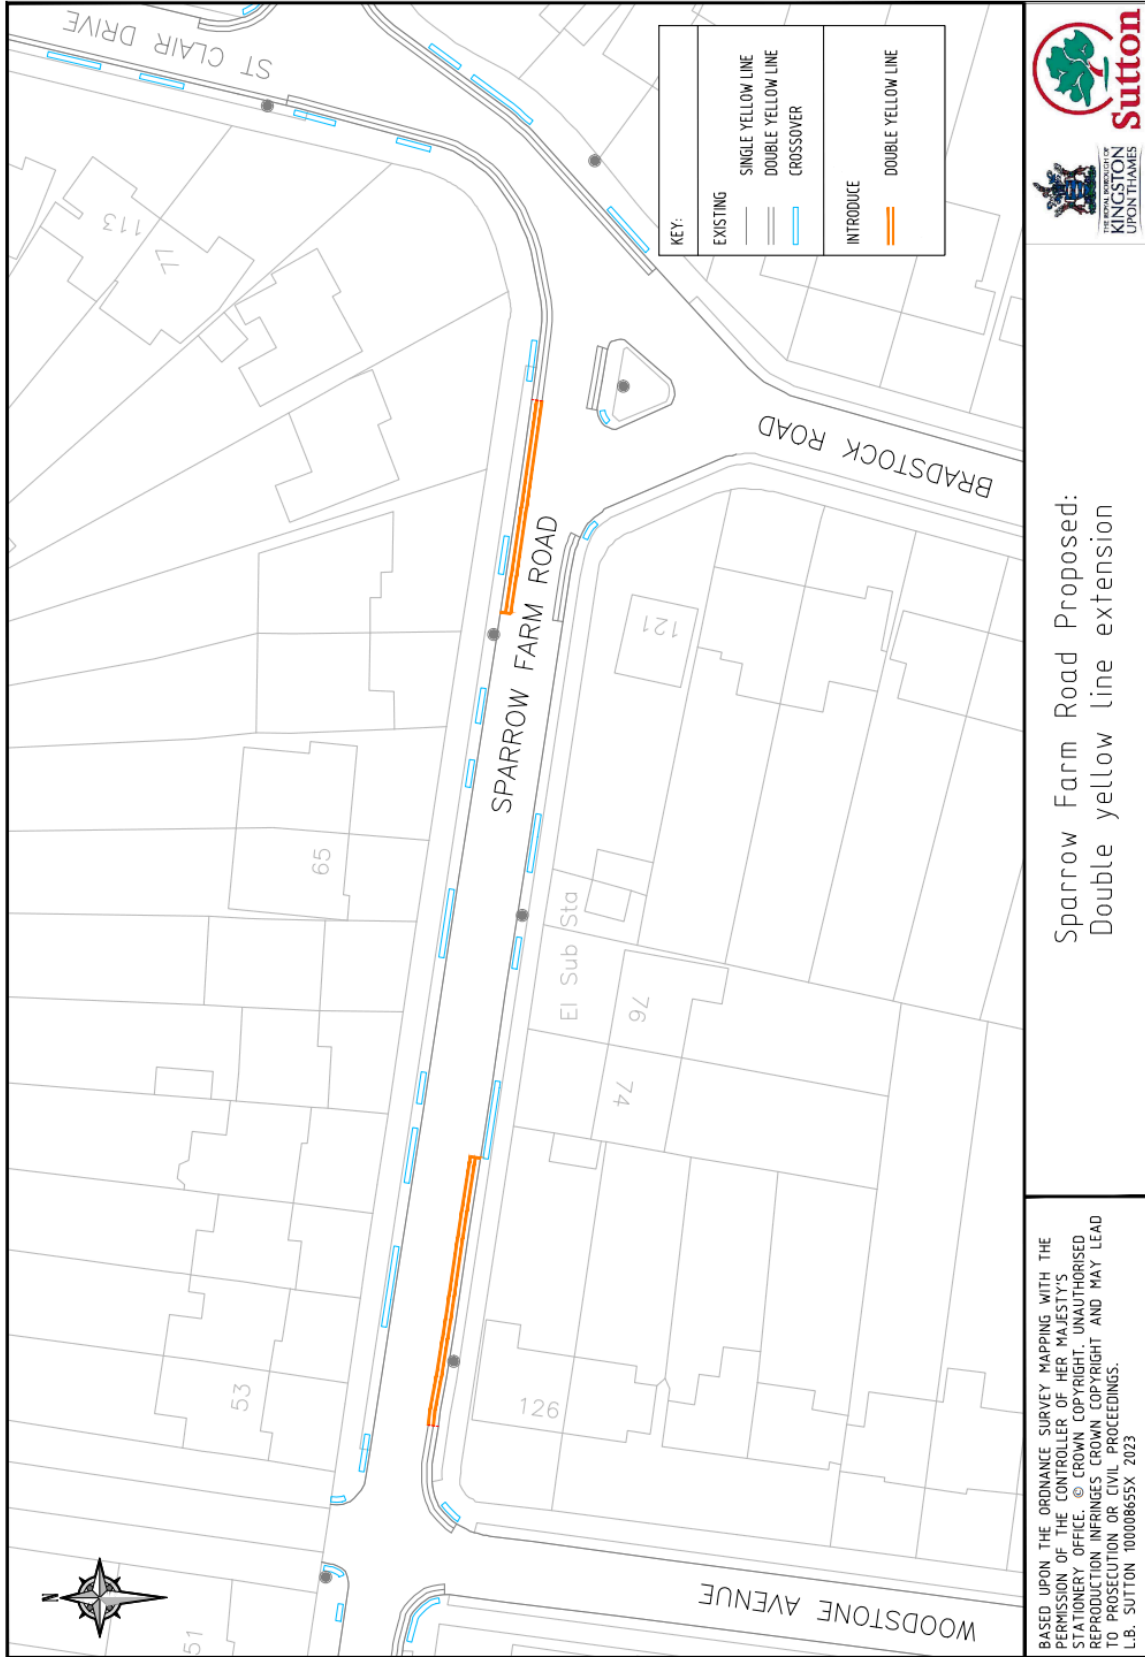 ST CLAIR DRIVE
113
KEY:
EXISTING
SINGLE YELLOW LINE
DOUBLE YELLOW LINE
CROSSOVER
INTRODUCE
DOUBLE YELLOW LINE
BRADSTOCK ROAD
SPARROW FARM ROAD
121
65
El Sub Sta
76
74
53
126
51
WOODSTONE AVENUE
N
BASED UPON THE ORDNANCE SURVEY MAPPING WITH THE
PERMISSION OF THE CONTROLLER OF HER MAJESTY'S
STATIONERY OFFICE. © CROWN COPYRIGHT. UNAUTHORISED
REPRODUCTION INFRINGES CROWN COPYRIGHT AND MAY LEAD
TO PROSECUTION OR CIVIL PROCEEDINGS.
L.B. SUTTON 100008655X 2023
Sparrow Farm Road Proposed:
Double yellow line extension
THE ROYAL BOROUGH OF
KINGSTON
UPON THAMES
Sutton